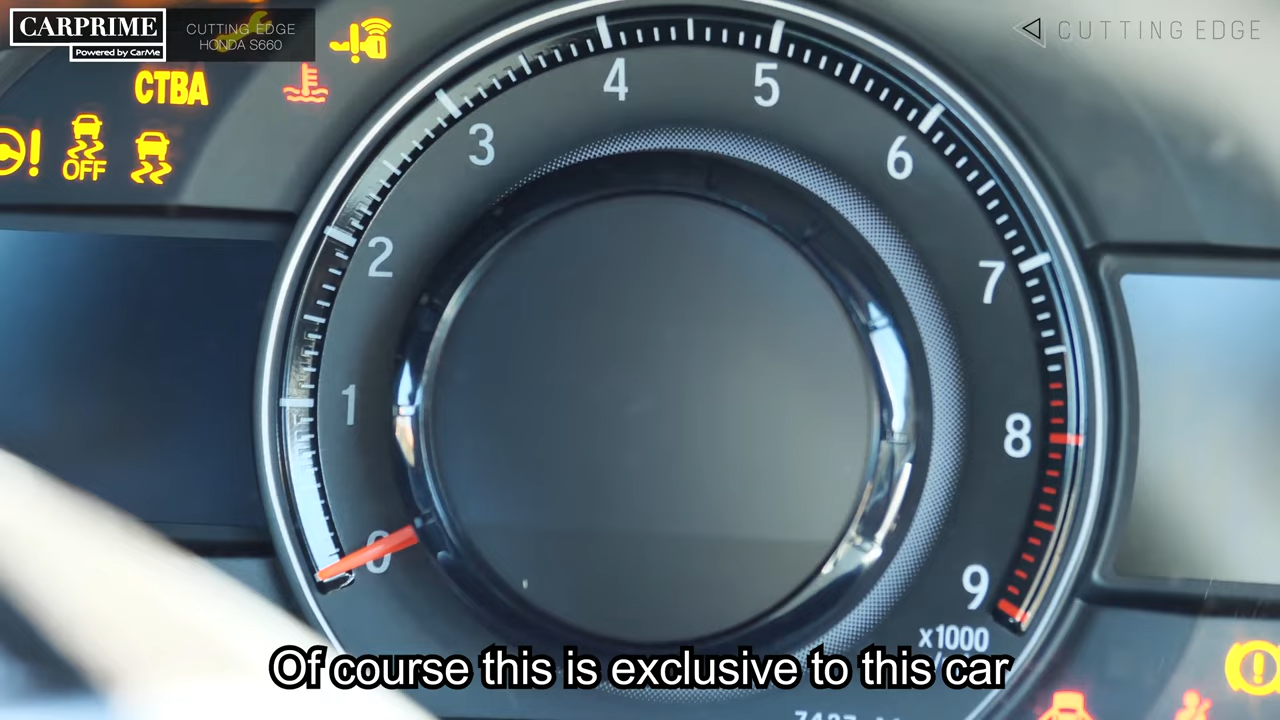 CARPRIME
Powered by CarMe
CUTTING EDGE
HONDA S660
CUTTING EDGE
CTBA
OFF
0
1
2
3
4
5
6
7
8
9
x1000
Of course this is exclusive to this car